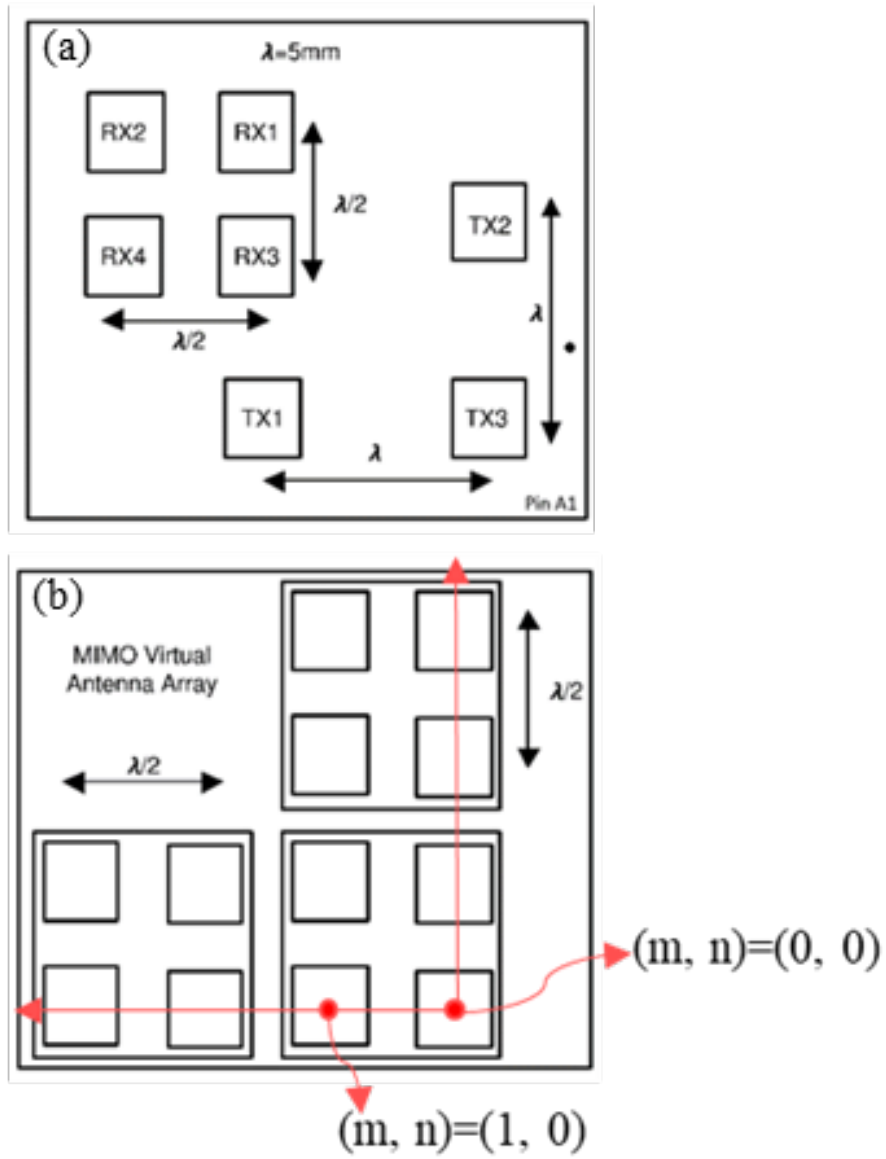 (a)
λ=5mm
RX2 RX1
λ/2
TX2
RX4 RX3
λ
λ/2
TX1 TX3
λ
Pin A1
(b)
MIMO Virtual
Antenna Array
λ/2
λ/2
(m, n)=(0, 0)
(m, n)=(1, 0)